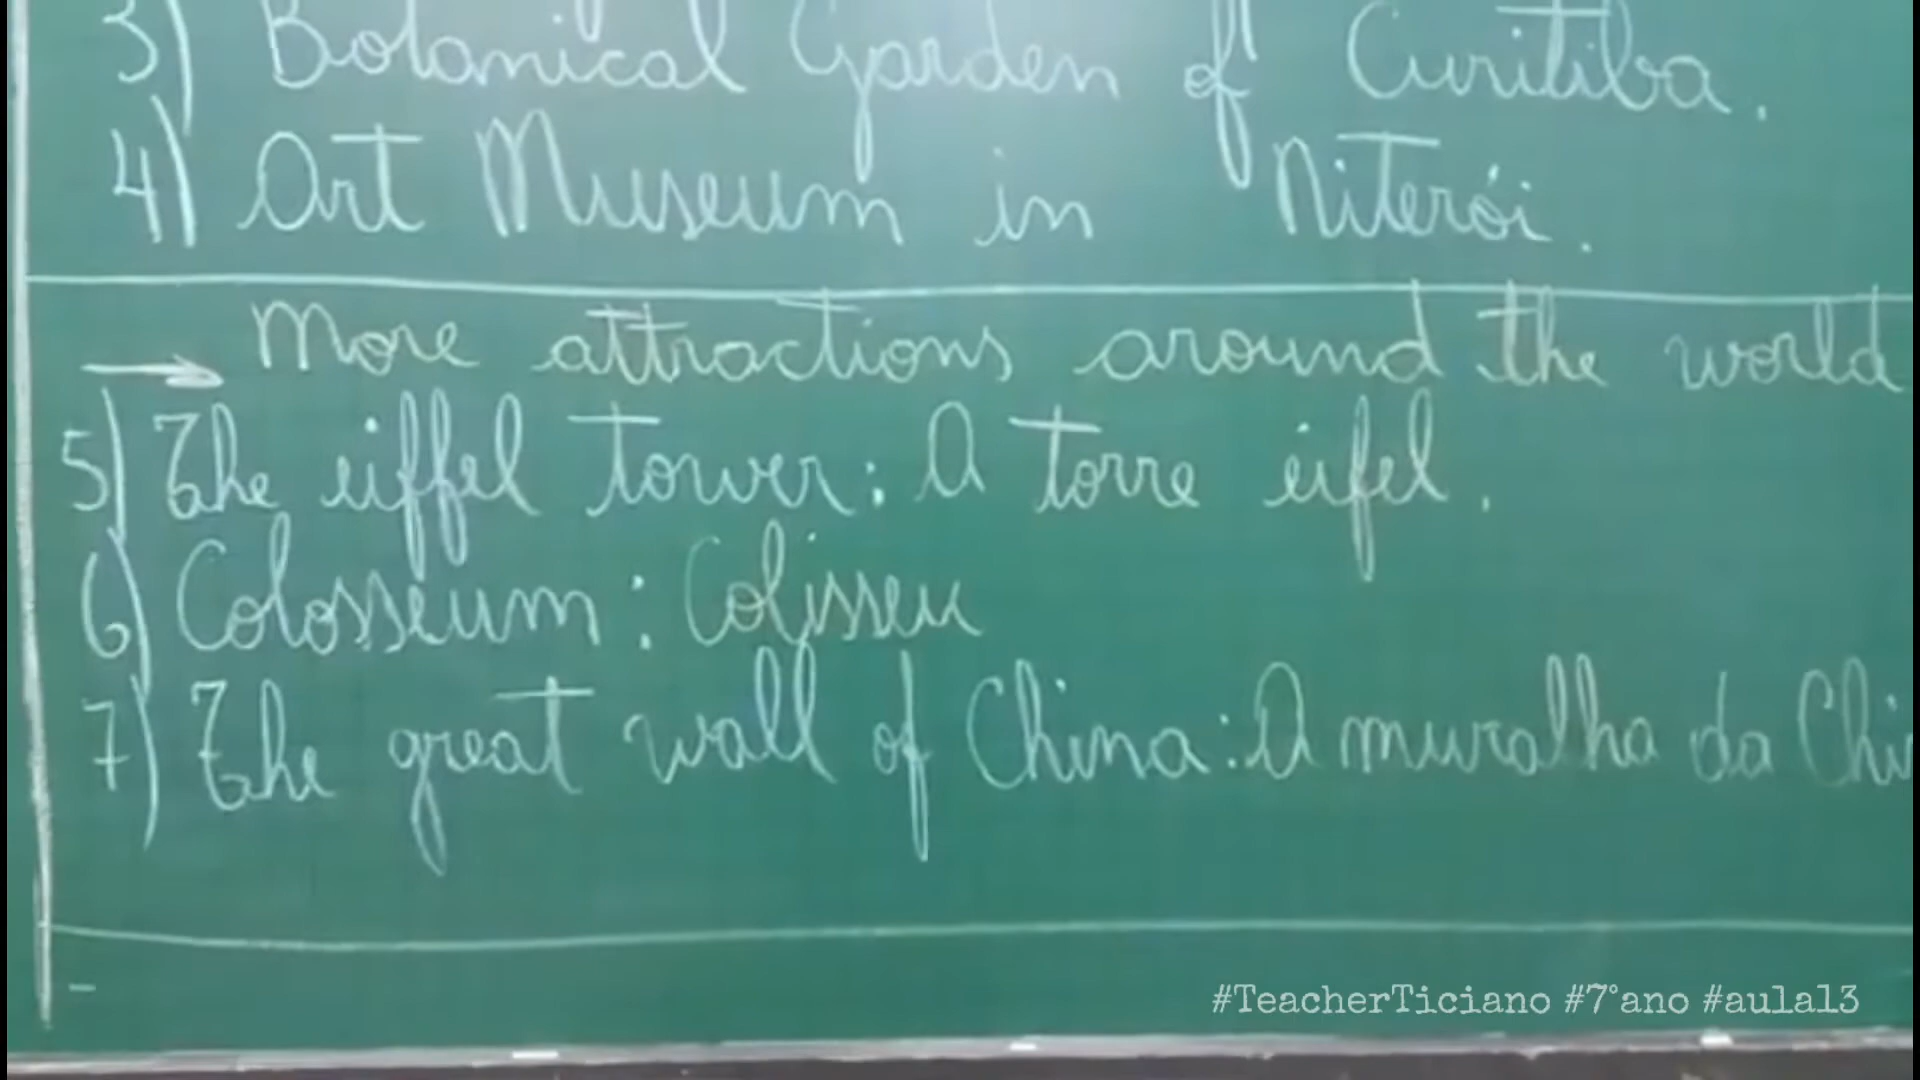 3) Botanical Garden of Curitiba.
4) Art Museum in Niterói.
→ More attractions around the world
5) The eiffel tower: A torre eifel.
6) Colosseum: Colisseu
7) The great wall of China: A muralha da Chi
-
#TeacherTiciano #7°ano #aula13